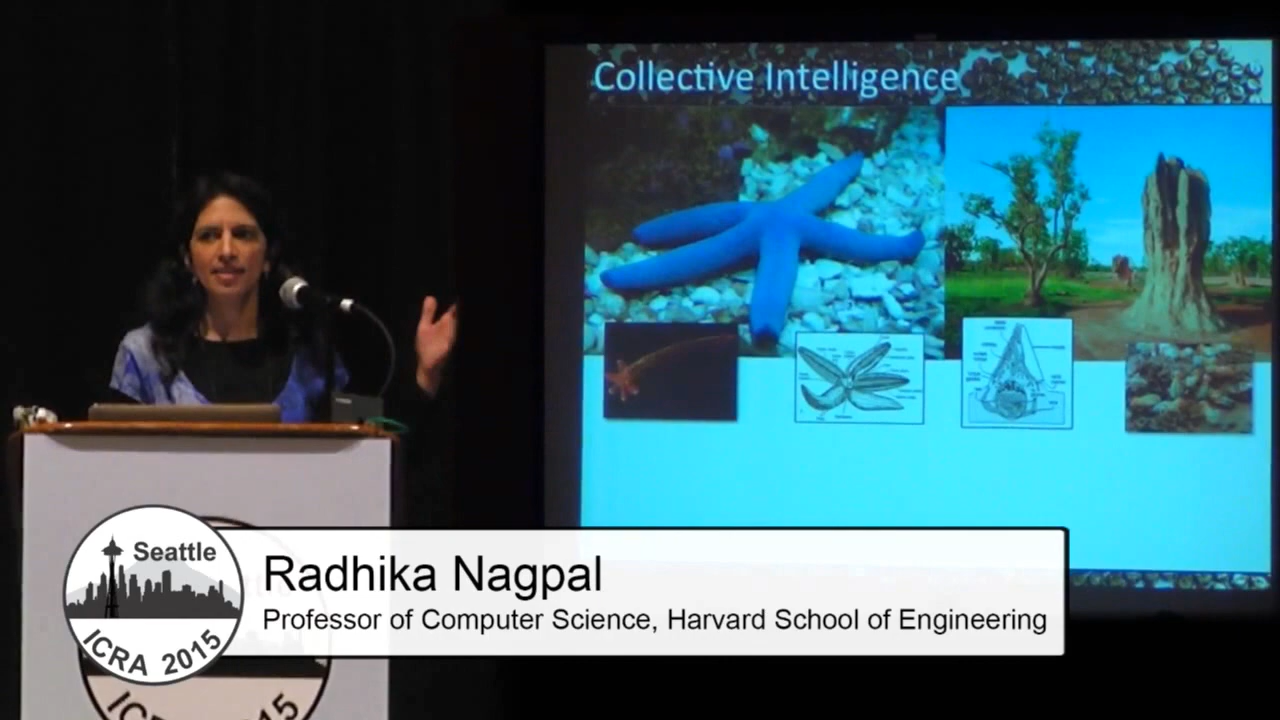 Collective Intelligence
Seattle
ICRA 2015
Radhika Nagpal
Professor of Computer Science, Harvard School of Engineering